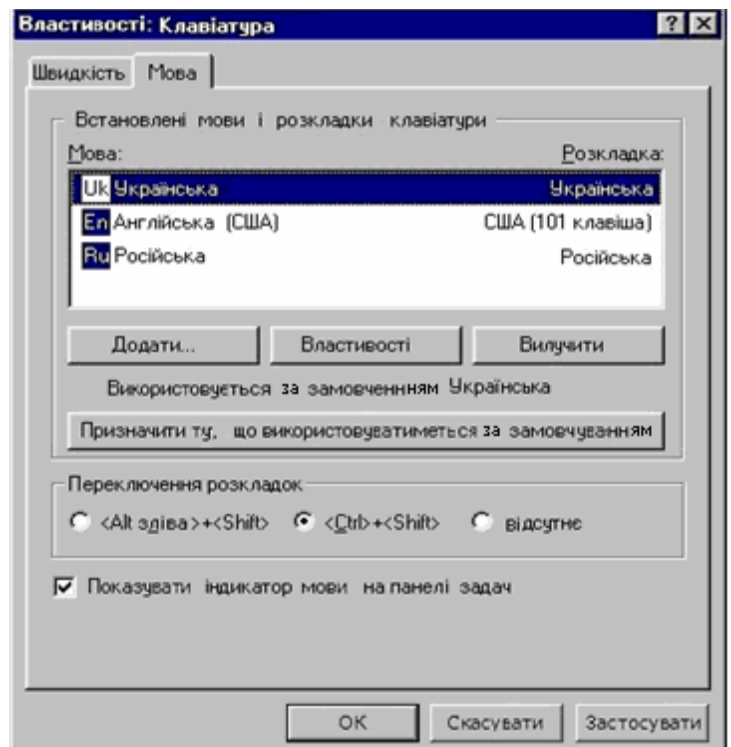 Властивості: Клавіатура
Швидкість Мова
Встановлені мови і розкладки клавіатури
Мова: Розкладка:
Uk Українська Українська
En Англійська (США) США (101 клавіша)
Ru Російська Російська
Додати... Властивості Вилучити
Використовується за замовченнням Українська
Призначити ту, що використовуватиметься за замовчуванням
Переключення розкладок
<Alt зліва>+<Shift> <Ctrl>+<Shift> відсутнє
Показувати індикатор мови на панелі задач
OK Скасувати Застосувати